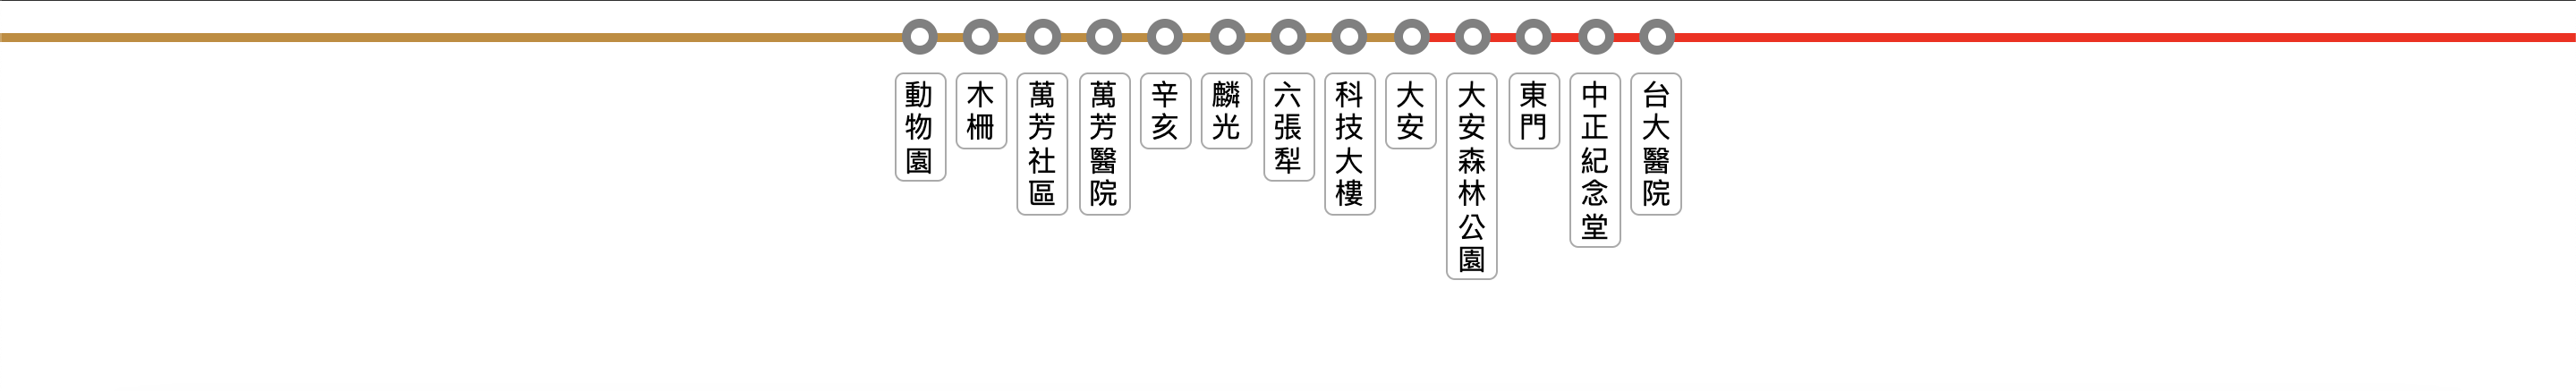 動物園
木柵
萬芳社區
萬芳醫院
辛亥
麟光
六張犁
科技大樓
大安
大安森林公園
東門
中正紀念堂
台大醫院